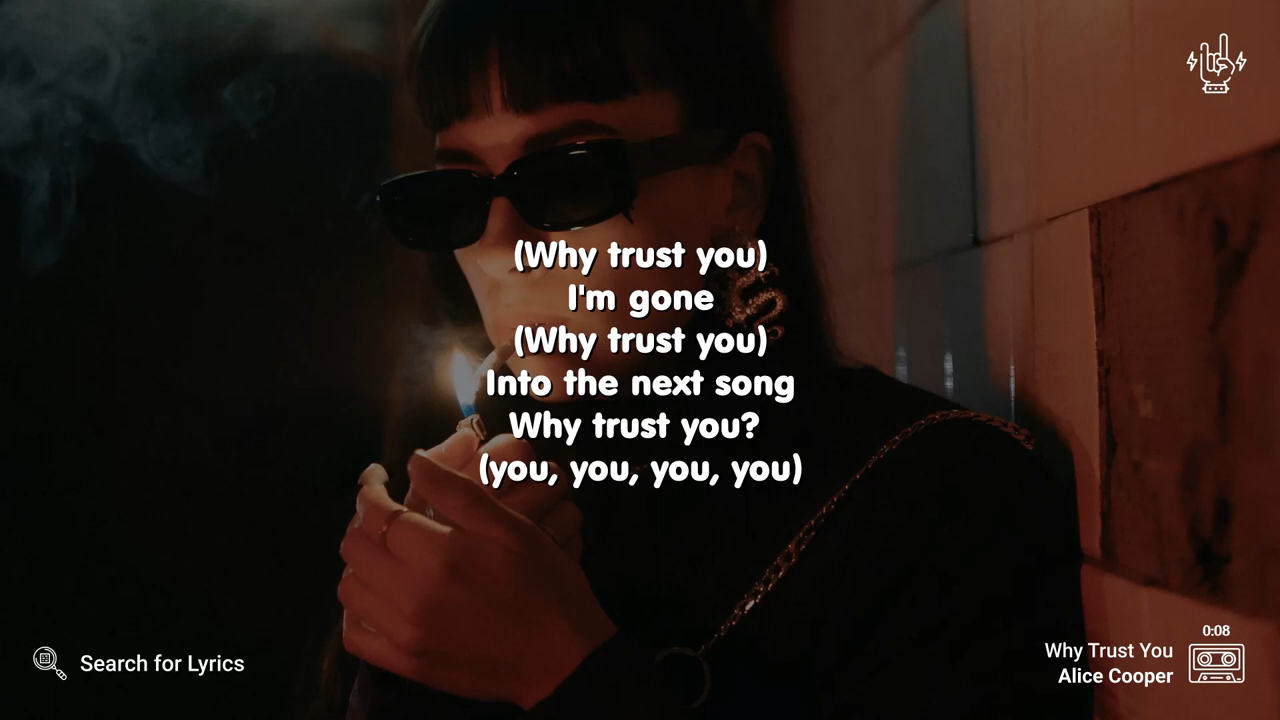 (Why trust you)
I'm gone
(Why trust you)
Into the next song
Why trust you?
(you, you, you, you)
Search for Lyrics
0:08
Why Trust You
Alice Cooper